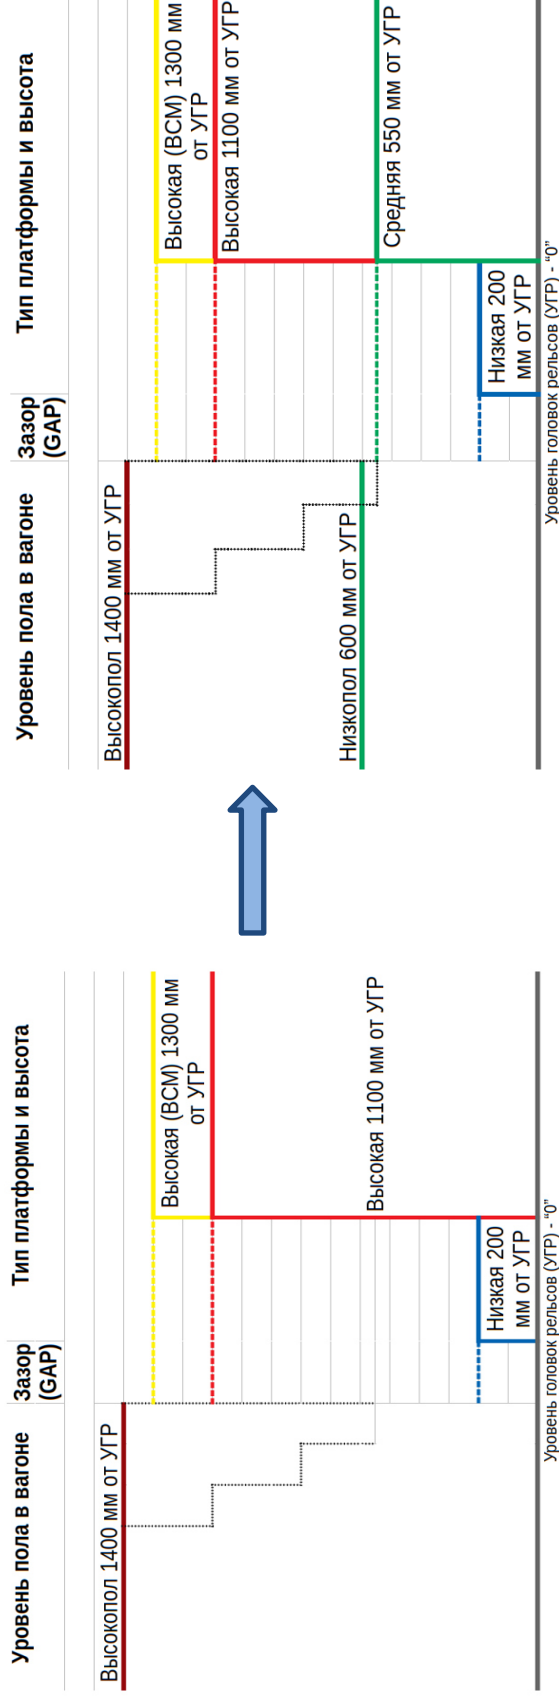 Уровень пола в вагоне
Зазор
(GAP)
Тип платформы и высота
Высокопол 1400 мм от УГР
Высокая (ВСМ) 1300 мм
от УГР
Высокая 1100 мм от УГР
Низкая 200
мм от УГР
Уровень головок рельсов (УГР) - “0”
Уровень пола в вагоне
Зазор
(GAP)
Тип платформы и высота
Высокопол 1400 мм от УГР
Высокая (ВСМ) 1300 мм
от УГР
Высокая 1100 мм от УГР
Низкопол 600 мм от УГР
Средняя 550 мм от УГР
Низкая 200
мм от УГР
Уровень головок рельсов (УГР) - “0”